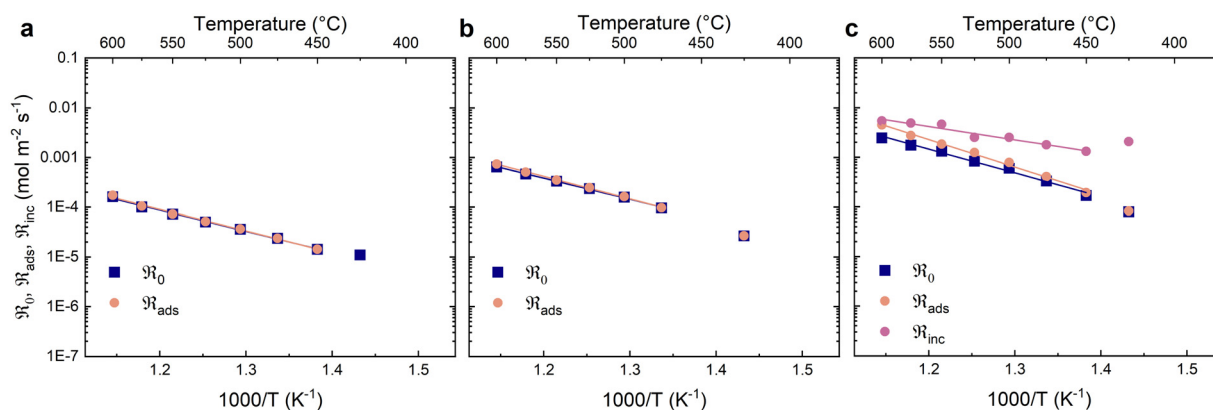 a
Temperature (°C)
600 550 500 450 400
0.1
0.01
0.001
1E-4
1E-5
1E-6
1E-7
ℜ0, ℜads, ℜinc (mol m-2 s-1)
ℜ0
ℜads
1.2 1.3 1.4 1.5
1000/T (K-1)
b
Temperature (°C)
600 550 500 450 400
ℜ0
ℜads
1.2 1.3 1.4 1.5
1000/T (K-1)
c
Temperature (°C)
600 550 500 450 400
ℜ0
ℜads
ℜinc
1.2 1.3 1.4 1.5
1000/T (K-1)